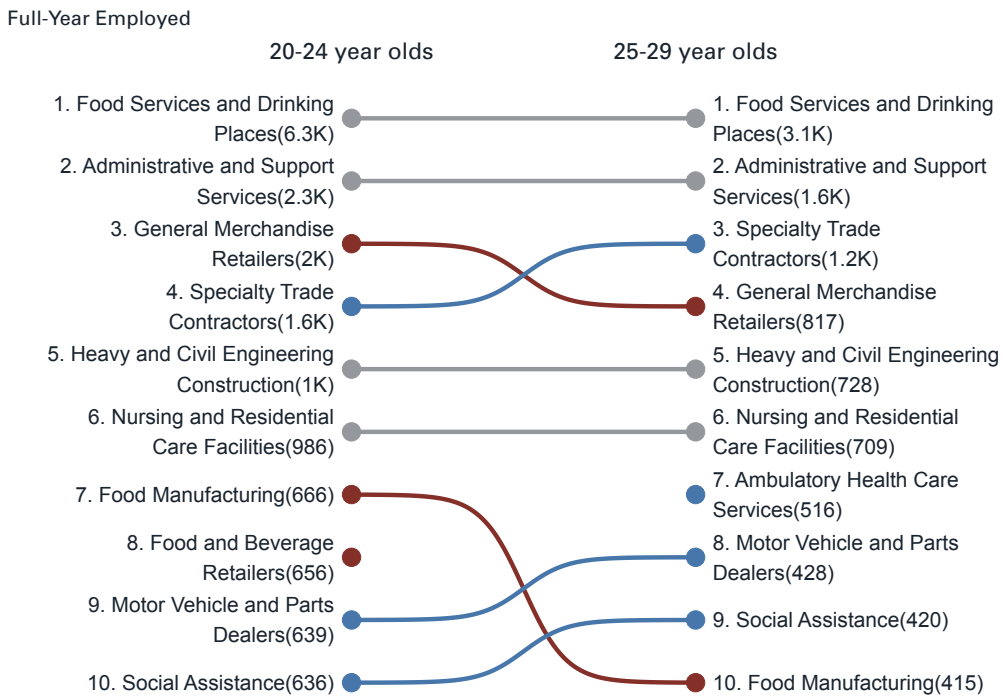 Full-Year Employed
20-24 year olds
25-29 year olds
1. Food Services and Drinking
Places(6.3K)
2. Administrative and Support
Services(2.3K)
3. General Merchandise
Retailers(2K)
4. Specialty Trade
Contractors(1.6K)
5. Heavy and Civil Engineering
Construction(1K)
6. Nursing and Residential
Care Facilities(986)
7. Food Manufacturing(666)
8. Food and Beverage
Retailers(656)
9. Motor Vehicle and Parts
Dealers(639)
10. Social Assistance(636)
1. Food Services and Drinking
Places(3.1K)
2. Administrative and Support
Services(1.6K)
3. Specialty Trade
Contractors(1.2K)
4. General Merchandise
Retailers(817)
5. Heavy and Civil Engineering
Construction(728)
6. Nursing and Residential
Care Facilities(709)
7. Ambulatory Health Care
Services(516)
8. Motor Vehicle and Parts
Dealers(428)
9. Social Assistance(420)
10. Food Manufacturing(415)